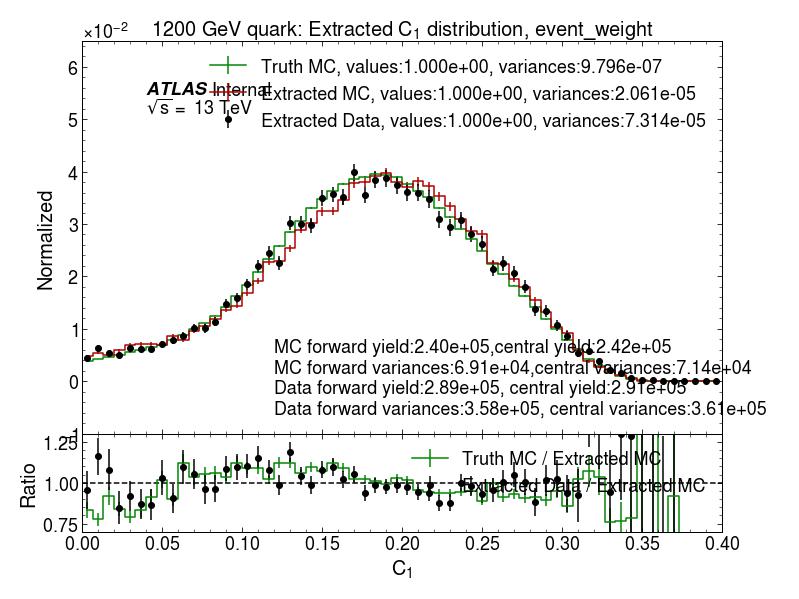 ×10⁻² 1200 GeV quark: Extracted C₁ distribution, event_weight
Truth MC, values:1.000e+00, variances:9.796e-07
ATLAS Internal
Extracted MC, values:1.000e+00, variances:2.061e-05
√s = 13 TeV
Extracted Data, values:1.000e+00, variances:7.314e-05
6
5
4
3
2
1
0
1
Normalized
MC forward yield:2.40e+05,central yield:2.42e+05
MC forward variances:6.91e+04,central variances:7.14e+04
Data forward yield:2.89e+05, central yield:2.91e+05
Data forward variances:3.58e+05, central variances:3.61e+05
Truth MC / Extracted MC
Extracted Data / Extracted MC
1.25
1.00
0.75
Ratio
0.00 0.05 0.10 0.15 0.20 0.25 0.30 0.35 0.40
C₁